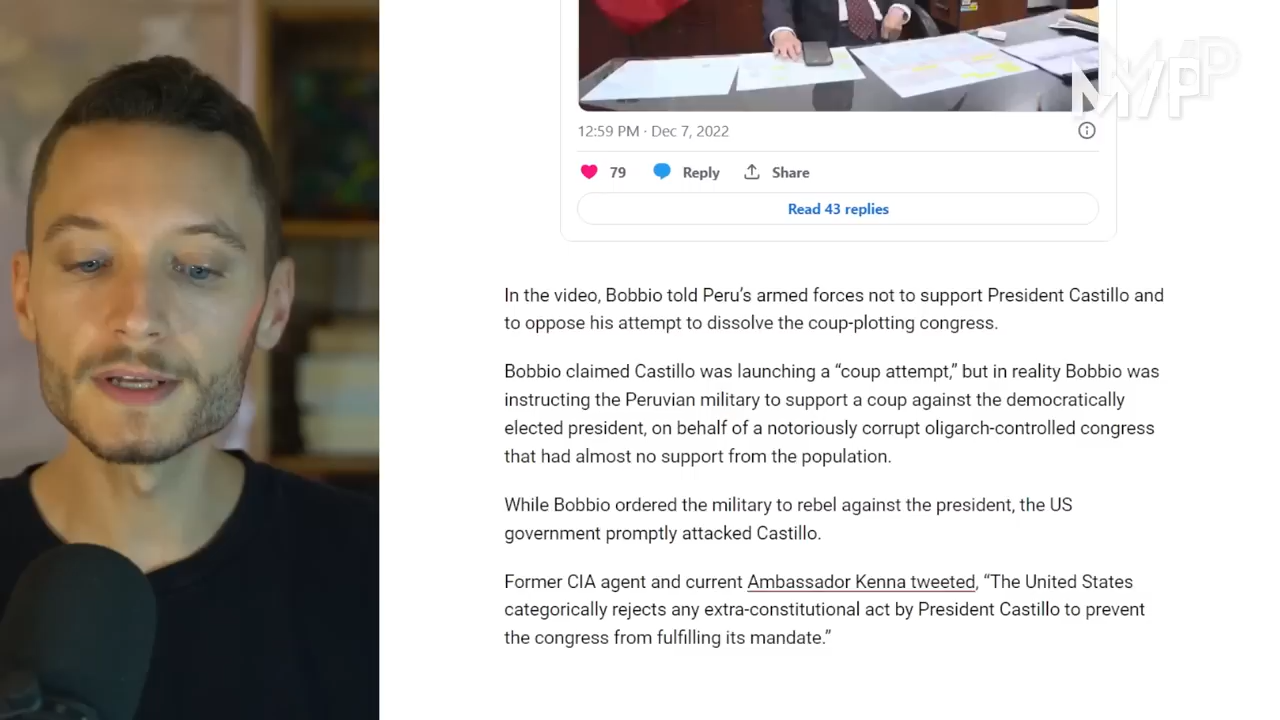 MVP
12:59 PM · Dec 7, 2022
79 Reply Share
Read 43 replies
In the video, Bobbio told Peru’s armed forces not to support President Castillo and
to oppose his attempt to dissolve the coup-plotting congress.
Bobbio claimed Castillo was launching a “coup attempt,” but in reality Bobbio was
instructing the Peruvian military to support a coup against the democratically
elected president, on behalf of a notoriously corrupt oligarch-controlled congress
that had almost no support from the population.
While Bobbio ordered the military to rebel against the president, the US
government promptly attacked Castillo.
Former CIA agent and current Ambassador Kenna tweeted, “The United States
categorically rejects any extra-constitutional act by President Castillo to prevent
the congress from fulfilling its mandate.”